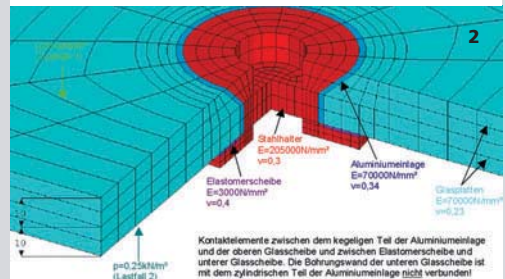 2
Stahlhalter
E=205000N/mm²
ν=0,3
Aluminiumeinlage
E=70000N/mm²
ν=0,34
Elastomerscheibe
E=3000N/mm²
ν=0,4
Glasplatten
E=70000N/mm²
ν=0,23
10
10
p=0,25kN/m²
(Lastfall 2)
Kontaktelemente zwischen dem kegeligen Teil der Aluminiumeinlage
und der oberen Glasscheibe und zwischen Elastomerscheibe und
unterer Glasscheibe. Die Bohrungswand der unteren Glasscheibe ist
mit dem zylindrischen Teil der Aluminiumeinlage nicht verbunden!